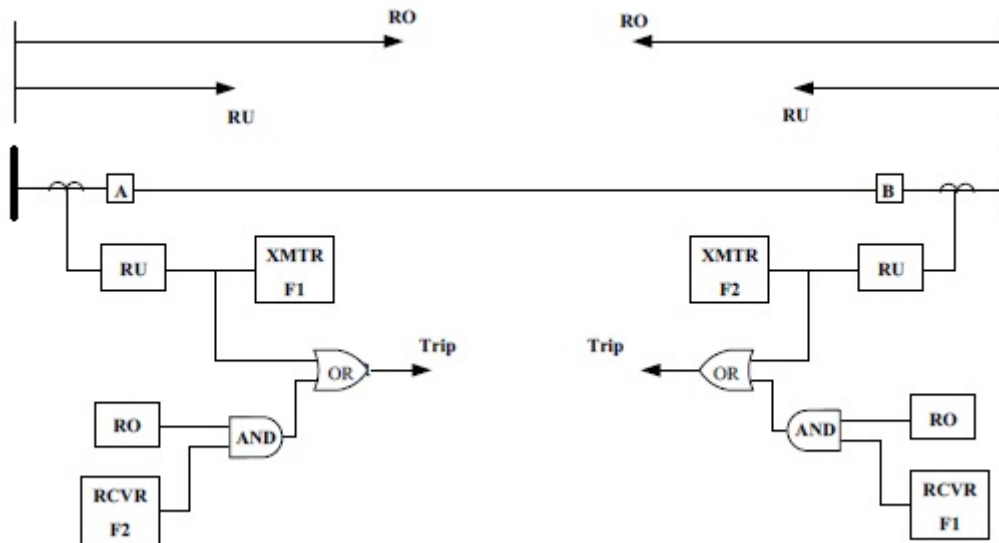 RO
RO
RU
RU
A
B
RU
XMTR
F1
XMTR
F2
RU
Trip
Trip
OR
OR
RO
AND
AND
RO
RCVR
F2
RCVR
F1